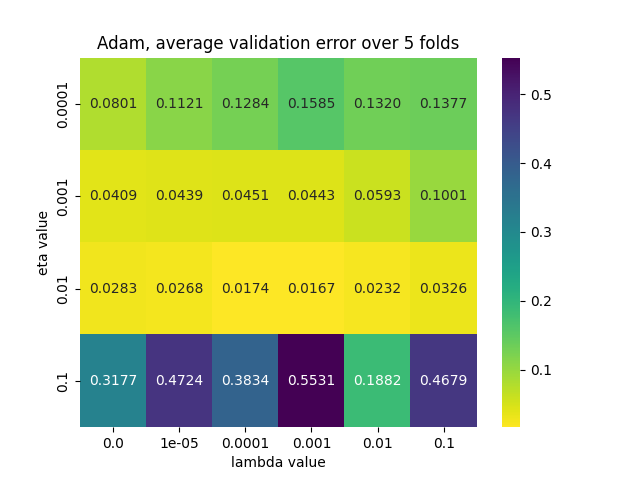 Adam, average validation error over 5 folds
0.0001 0.0801 0.1121 0.1284 0.1585 0.1320 0.1377
0.001 0.0409 0.0439 0.0451 0.0443 0.0593 0.1001
0.01 0.0283 0.0268 0.0174 0.0167 0.0232 0.0326
0.1 0.3177 0.4724 0.3834 0.5531 0.1882 0.4679
0.0 1e-05 0.0001 0.001 0.01 0.1
lambda value
eta value
0.5
0.4
0.3
0.2
0.1